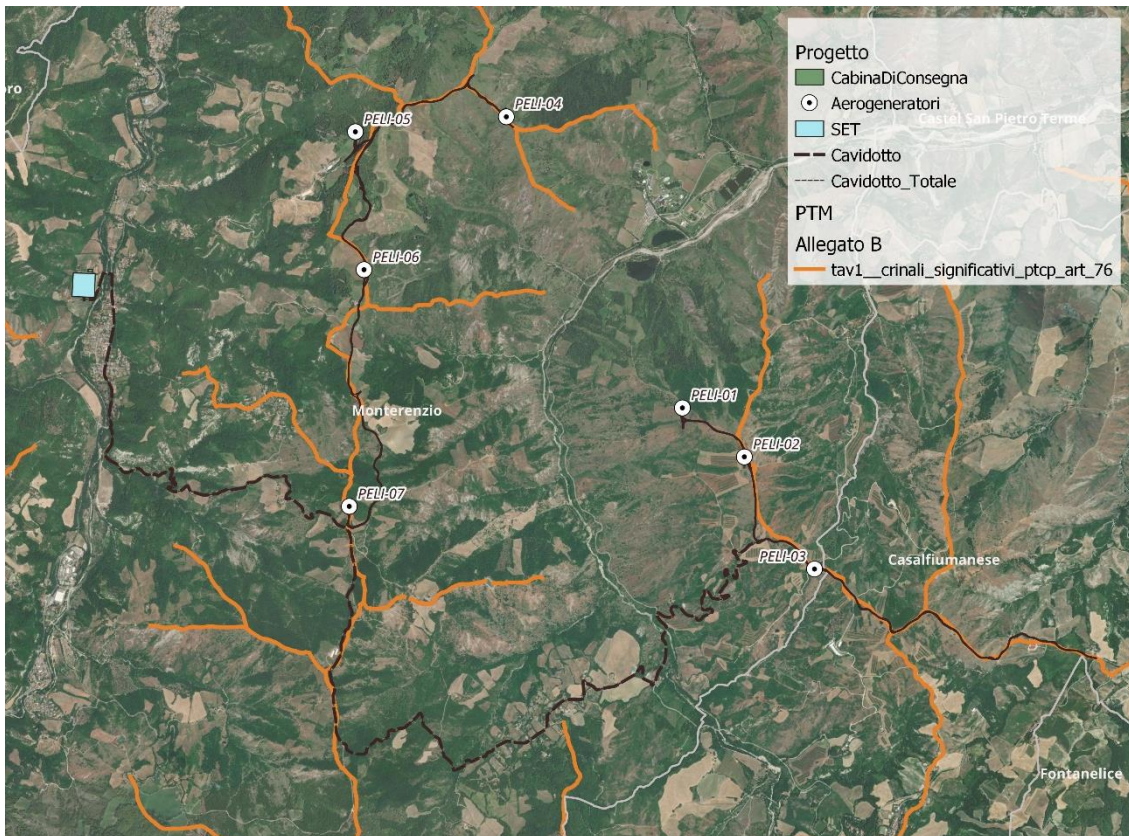 Progetto
CabinaDiConsegna
Aerogeneratori
SET
Cavidotto
Cavidotto_Totale
PTM
Allegato B
tav1__crinali_significativi_ptcp_art_76
oro
PELI-04
PELI-05
Castel San Pietro Terme
PELI-06
PELI-01
Monterenzio
PELI-02
PELI-07
PELI-03
Casalfiumanese
Fontanelice